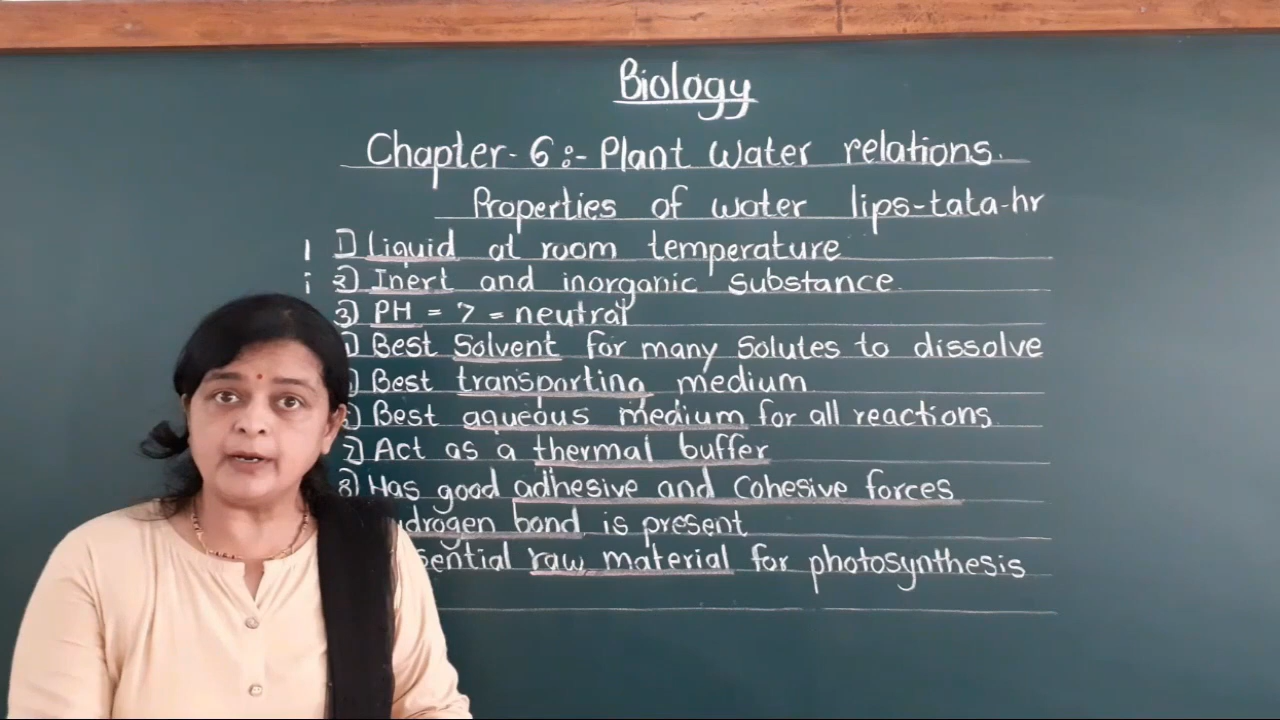 Biology
Chapter-6:- Plant Water relations.
Properties of water lips-tata-hr
1) Liquid at room temperature
i 2) Inert and inorganic substance.
3) PH = 7 = neutral
) Best Solvent for many Solutes to dissolve
) Best transporting medium
) Best aqueous medium for all reactions.
7) Act as a thermal buffer
8) Has good adhesive and Cohesive forces
drogen bond is present
sential raw material for photosynthesis